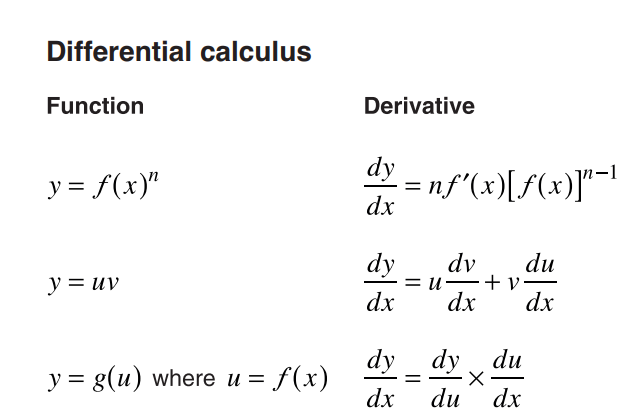 Differential calculus
Function Derivative
y = f(x)ⁿ dy/dx = nf′(x)[f(x)]ⁿ⁻¹
y = uv dy/dx = u dv/dx + v du/dx
y = g(u) where u = f(x) dy/dx = dy/du × du/dx